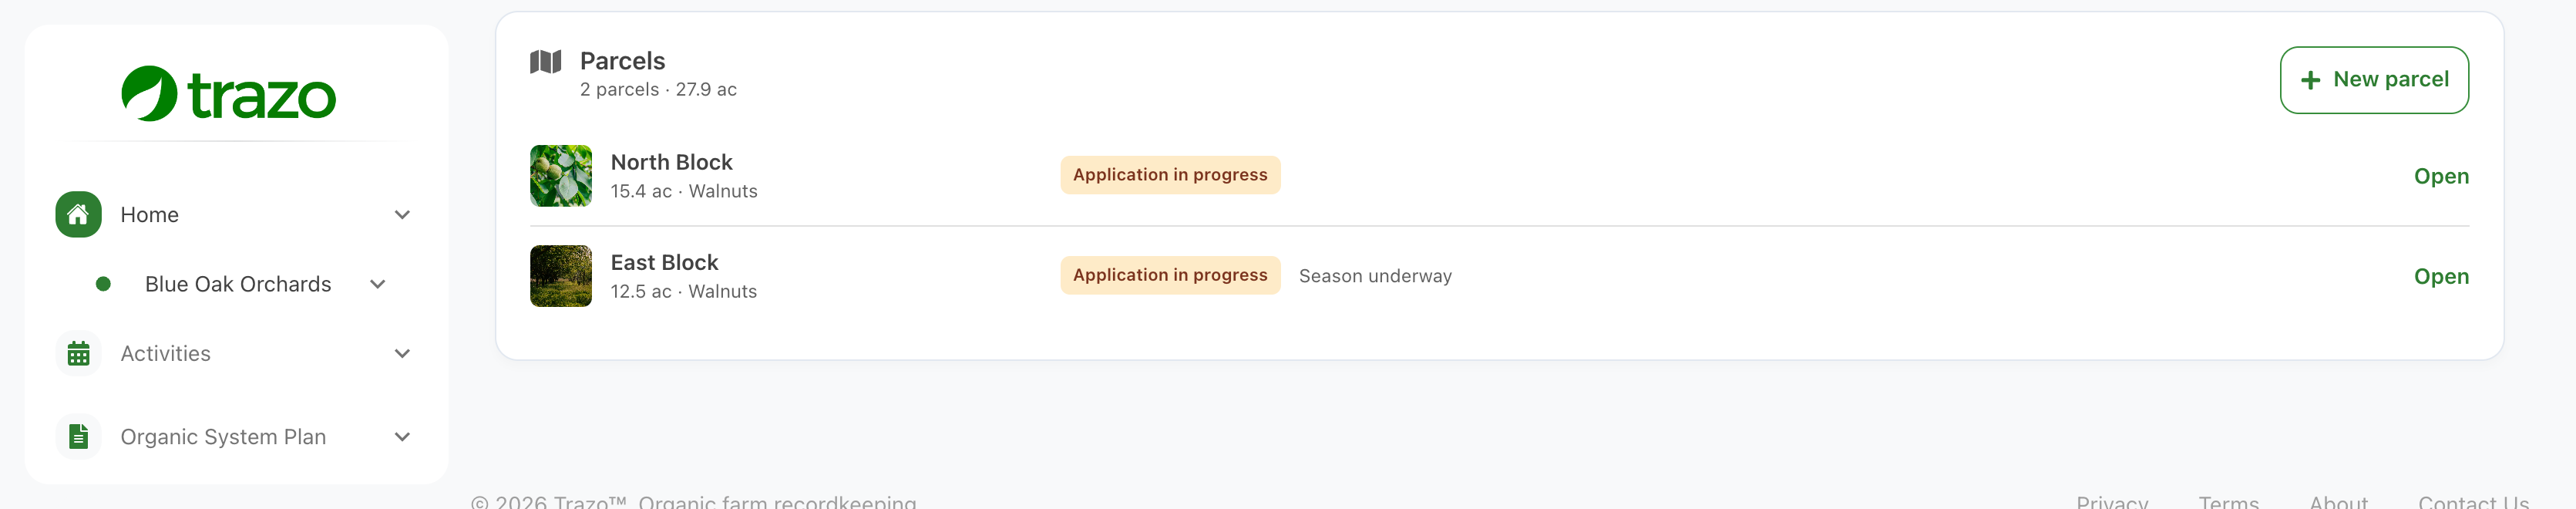 trazo
Home
Blue Oak Orchards
Activities
Organic System Plan
Parcels
2 parcels · 27.9 ac
New parcel
North Block
15.4 ac · Walnuts
Application in progress
Open
East Block
12.5 ac · Walnuts
Application in progress
Season underway
Open
© 2026 Trazo™ Organic farm recordkeeping
Privacy
Terms
About
Contact Us